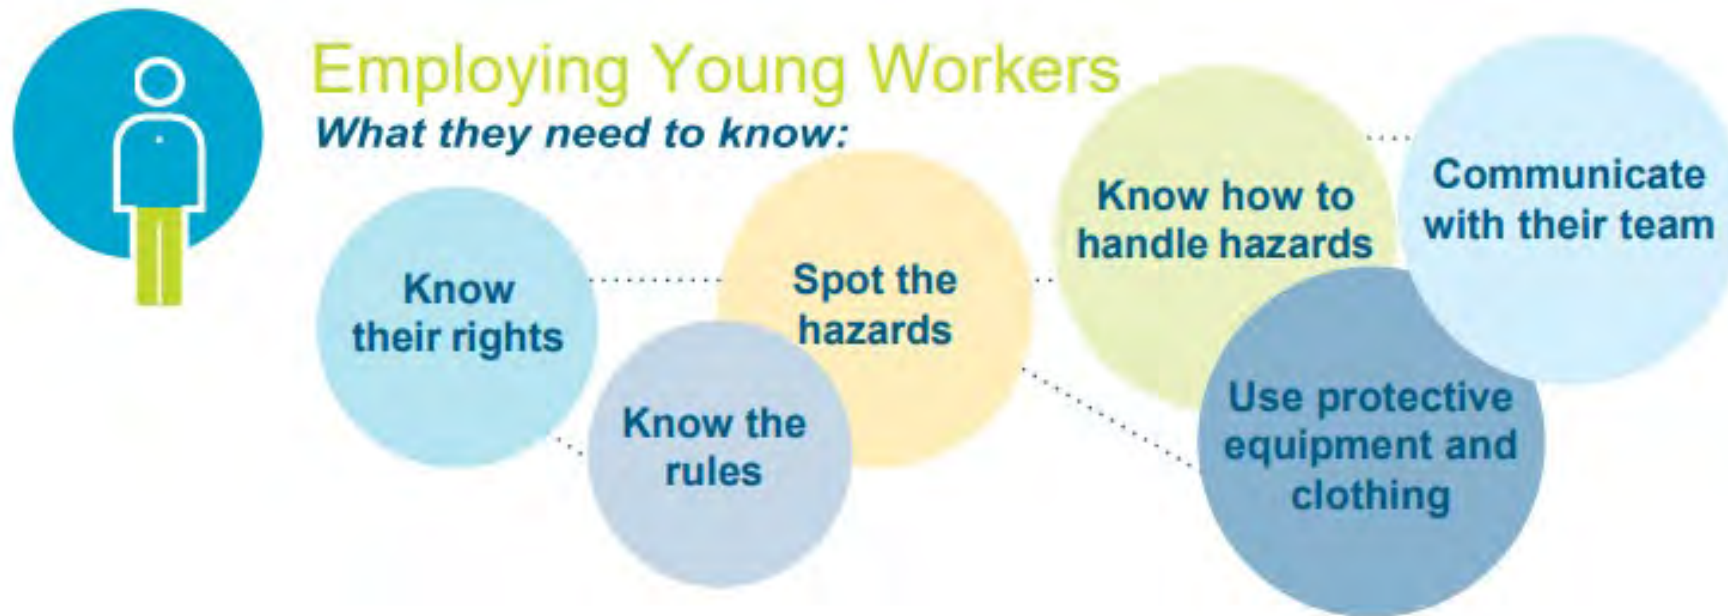 Employing Young Workers
What they need to know:
Know
their rights
Know the
rules
Spot the
hazards
Know how to
handle hazards
Use protective
equipment and
clothing
Communicate
with their team